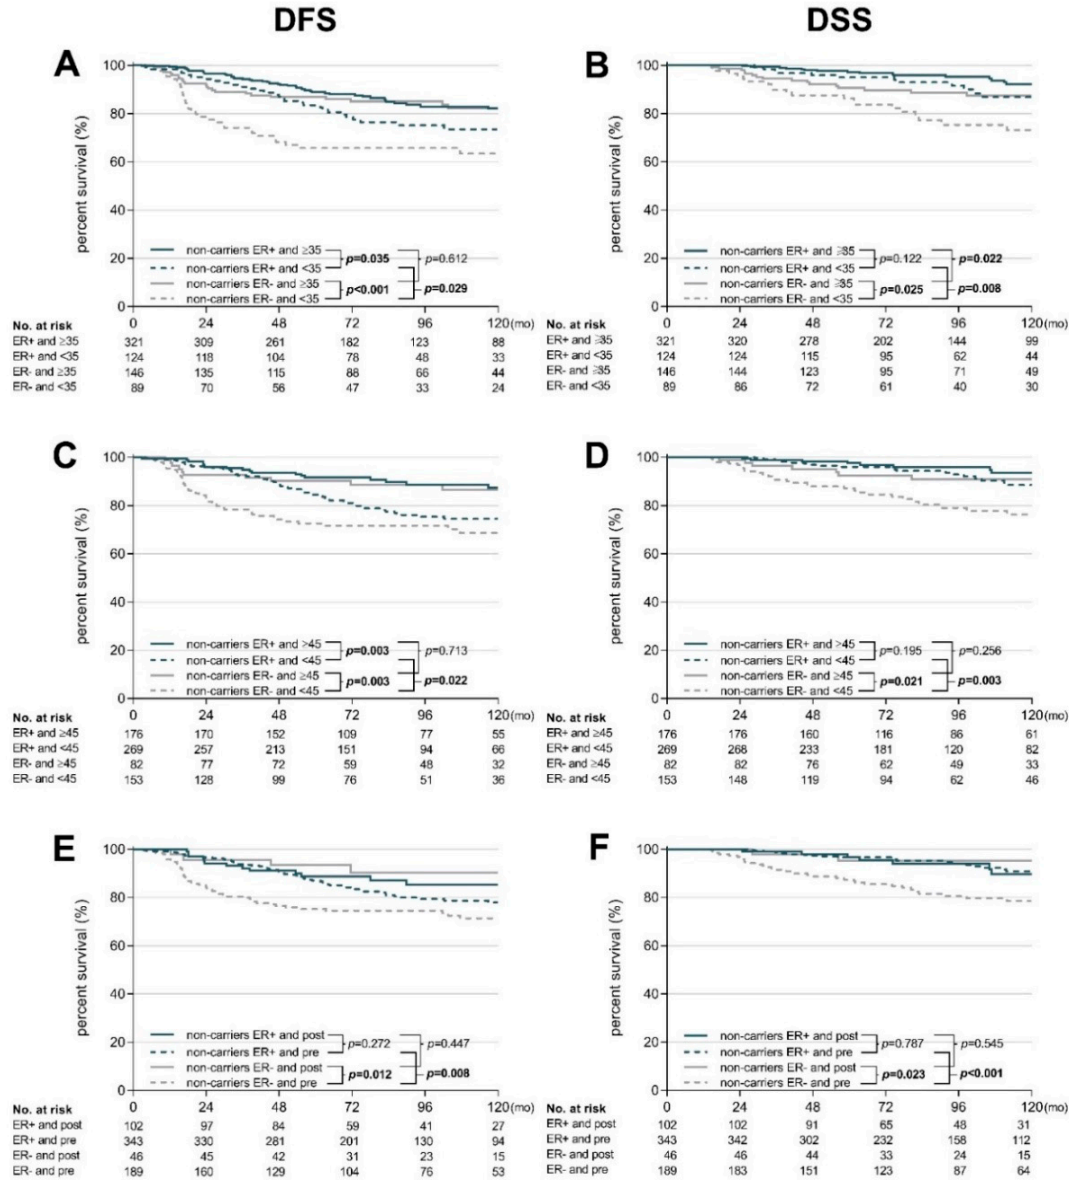 DFS
DSS
A
percent survival (%)
100
80
60
40
20
0
non-carriers ER+ and ≥35
non-carriers ER+ and <35
non-carriers ER- and ≥35
non-carriers ER- and <35
p=0.035
p<0.001
p=0.612
p=0.029
0 24 48 72 96 120(mo)
No. at risk
ER+ and ≥35 321 309 261 182 123 88
ER+ and <35 124 118 104 78 48 33
ER- and ≥35 146 135 115 88 66 44
ER- and <35 89 70 56 47 33 24
B
percent survival (%)
100
80
60
40
20
0
non-carriers ER+ and ≥35
non-carriers ER+ and <35
non-carriers ER- and ≥35
non-carriers ER- and <35
p=0.122
p=0.025
p=0.022
p=0.008
0 24 48 72 96 120(mo)
No. at risk
ER+ and ≥35 321 320 278 202 144 99
ER+ and <35 124 124 115 95 62 44
ER- and ≥35 146 144 123 95 71 49
ER- and <35 89 86 72 61 40 30
C
percent survival (%)
100
80
60
40
20
0
non-carriers ER+ and ≥45
non-carriers ER+ and <45
non-carriers ER- and ≥45
non-carriers ER- and <45
p=0.003
p=0.003
p=0.713
p=0.022
0 24 48 72 96 120(mo)
No. at risk
ER+ and ≥45 176 170 152 109 77 55
ER+ and <45 269 257 213 151 94 66
ER- and ≥45 82 77 72 59 48 32
ER- and <45 153 128 99 76 51 36
D
percent survival (%)
100
80
60
40
20
0
non-carriers ER+ and ≥45
non-carriers ER+ and <45
non-carriers ER- and ≥45
non-carriers ER- and <45
p=0.195
p=0.021
p=0.256
p=0.003
0 24 48 72 96 120(mo)
No. at risk
ER+ and ≥45 176 176 160 116 86 61
ER+ and <45 269 268 233 181 120 82
ER- and ≥45 82 82 76 62 49 33
ER- and <45 153 148 119 94 62 46
E
percent survival (%)
100
80
60
40
20
0
non-carriers ER+ and post
non-carriers ER+ and pre
non-carriers ER- and post
non-carriers ER- and pre
p=0.272
p=0.012
p=0.447
p=0.008
0 24 48 72 96 120(mo)
No. at risk
ER+ and post 102 97 84 59 41 27
ER+ and pre 343 330 281 201 130 94
ER- and post 46 45 42 31 23 15
ER- and pre 189 160 129 104 76 53
F
percent survival (%)
100
80
60
40
20
0
non-carriers ER+ and post
non-carriers ER+ and pre
non-carriers ER- and post
non-carriers ER- and pre
p=0.787
p=0.023
p=0.545
p<0.001
0 24 48 72 96 120(mo)
No. at risk
ER+ and post 102 102 91 65 48 31
ER+ and pre 343 342 302 232 158 112
ER- and post 46 46 44 33 24 15
ER- and pre 189 183 151 123 87 64